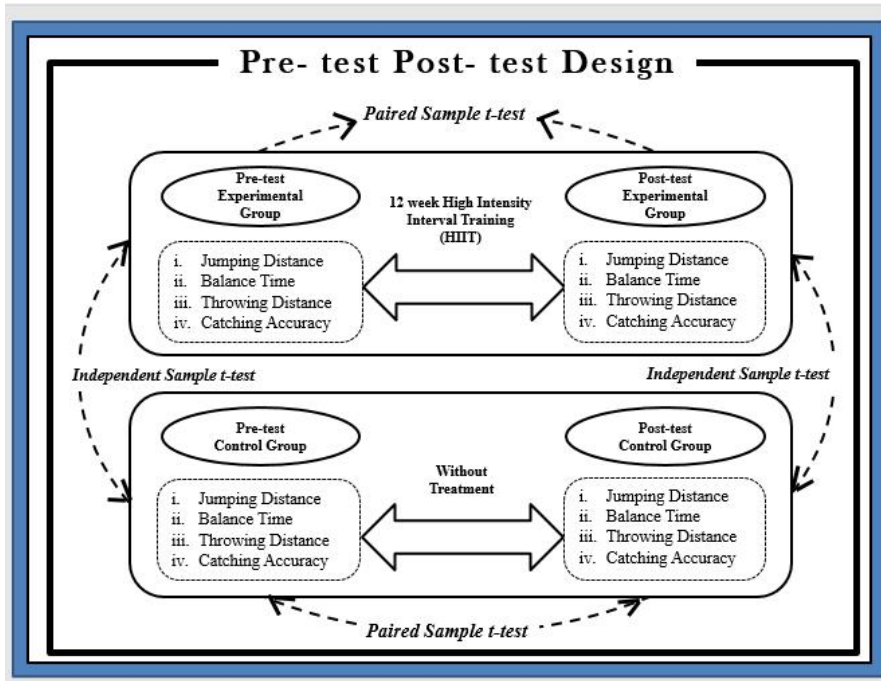 Pre- test Post- test Design
Paired Sample t-test
Pre-test
Experimental
Group
12 week High Intensity
Interval Training
(HIIT)
Post-test
Experimental
Group
i. Jumping Distance
ii. Balance Time
iii. Throwing Distance
iv. Catching Accuracy
i. Jumping Distance
ii. Balance Time
iii. Throwing Distance
iv. Catching Accuracy
Independent Sample t-test
Independent Sample t-test
Pre-test
Control Group
Without
Treatment
Post-test
Control Group
i. Jumping Distance
ii. Balance Time
iii. Throwing Distance
iv. Catching Accuracy
i. Jumping Distance
ii. Balance Time
iii. Throwing Distance
iv. Catching Accuracy
Paired Sample t-test